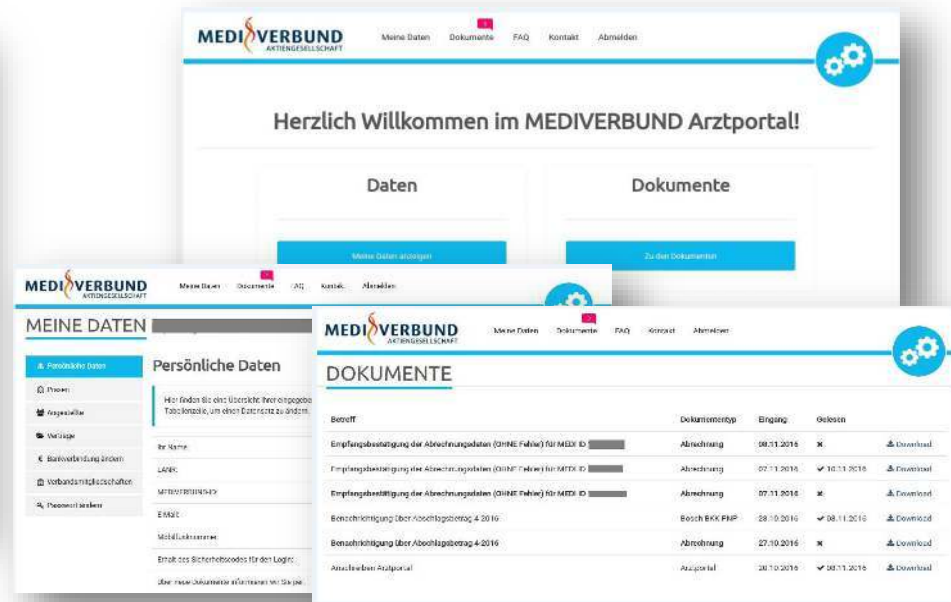 MEDIVERBUND
AKTIENGESELLSCHAFT
Meine Daten Dokumente FAQ Kontakt Abmelden
Herzlich Willkommen im MEDIVERBUND Arztportal!
Daten Dokumente
Meine Daten anzeigen Zu den Dokumenten
MEDIVERBUND
AKTIENGESELLSCHAFT
Meine Daten Dokumente FAQ Kontakt Abmelden
MEINE DATEN
Persönliche Daten
Praxen
Angestellte
Verträge
€ Bankverbindung ändern
Verbandsmitgliedschaften
Passwort ändern
Persönliche Daten
Hier finden Sie eine Übersicht Ihrer eingegebe
Tabellenzeile, um einen Datensatz zu ändern.
Ihr Name
LANR:
MEDIVERBUND-ID:
E-Mail:
Mobilfunknummer
Erhalt des Sicherheitscodes für den Login:
Über neue Dokumente informieren wir Sie per
MEDIVERBUND
AKTIENGESELLSCHAFT
Meine Daten Dokumente FAQ Kontakt Abmelden
DOKUMENTE
Betreff Dokumententyp Eingang Gelesen
Empfangsbestätigung der Abrechnungsdaten (OHNE Fehler) für MEDI ID Abrechnung 08.11.2016 Download
Empfangsbestätigung der Abrechnungsdaten (OHNE Fehler) für MEDI ID Abrechnung 07.11.2016 ✔ 10.11.2016 Download
Empfangsbestätigung der Abrechnungsdaten (OHNE Fehler) für MEDI ID Abrechnung 07.11.2016 Download
Benachrichtigung über Abschlagsbetrag 4-2016 Bosch BKK PNP 28.10.2016 ✔ 08.11.2016 Download
Benachrichtigung über Abschlagsbetrag 4-2016 Abrechnung 27.10.2016 Download
Anschreiben Arztportal Arztportal 20.10.2016 ✔ 08.11.2016 Download